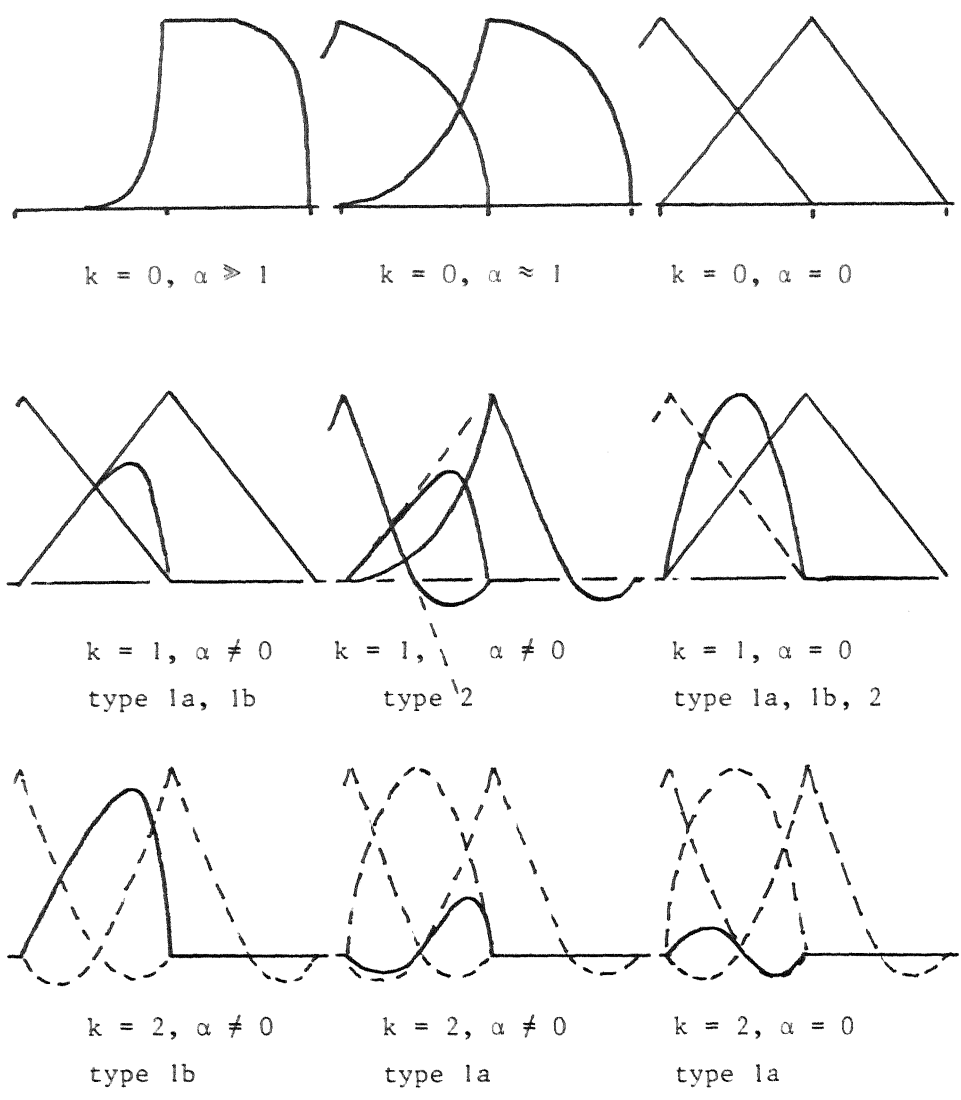 k = 0, α ≫ 1
k = 0, α ≈ 1
k = 0, α = 0
k = 1, α ≠ 0
type 1a, 1b
k = 1, α ≠ 0
type 2
k = 1, α = 0
type 1a, 1b, 2
k = 2, α ≠ 0
type 1b
k = 2, α ≠ 0
type 1a
k = 2, α = 0
type 1a